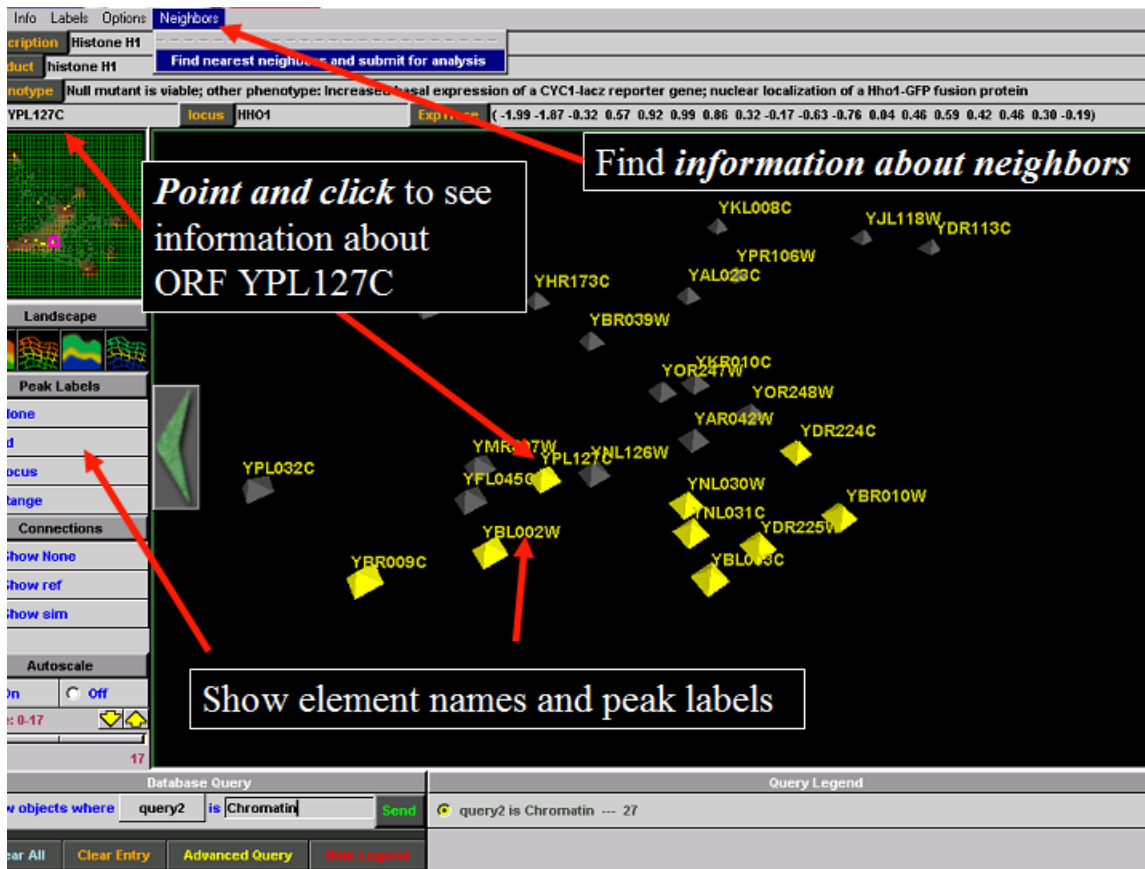 Info Labels Options Neighbors
cription Histone H1
Find nearest neighbors and submit for analysis
duct histone H1
notype Null mutant is viable; other phenotype: Increased basal expression of a CYC1-lacz reporter gene; nuclear localization of a Hho1-GFP fusion protein
YPL127C locus HHO1 ExpTrace ( -1.99 -1.87 -0.32 0.57 0.92 0.99 0.86 0.32 -0.17 -0.63 -0.76 0.04 0.46 0.59 0.42 0.46 0.30 -0.19)
Find information about neighbors
Point and click to see
information about
ORF YPL127C
YKL008C
YJL118W
YDR113C
YPR106W
YAL023C
YHR173C
YBR039W
YKR010C
YOR247W
YOR248W
YAR042W
YDR224C
YNL126W
YPL127C
YPL032C
YFL045C
YNL030W
YBR010W
YNL031C
YDR225W
YBL002W
YBR009C
Landscape
Peak Labels
None
d
ocus
Range
Connections
Show None
Show ref
Show sim
Autoscale
On Off
e: 0-17
17
Show element names and peak labels
Database Query
w objects where query2 is Chromatin Send
ear All Clear Entry Advanced Query Hide Legend
Query Legend
query2 is Chromatin --- 27